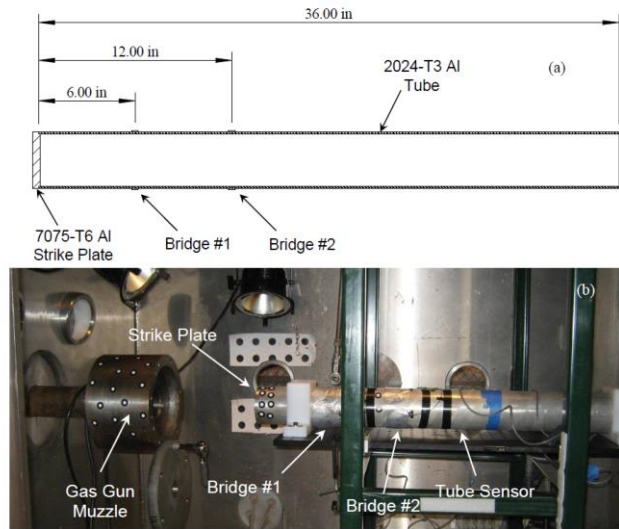 36.00 in
12.00 in
2024-T3 Al
Tube
(a)
6.00 in
7075-T6 Al
Strike Plate
Bridge #1
Bridge #2
(b)
Strike Plate
Gas Gun
Muzzle
Bridge #1
Bridge #2
Tube Sensor